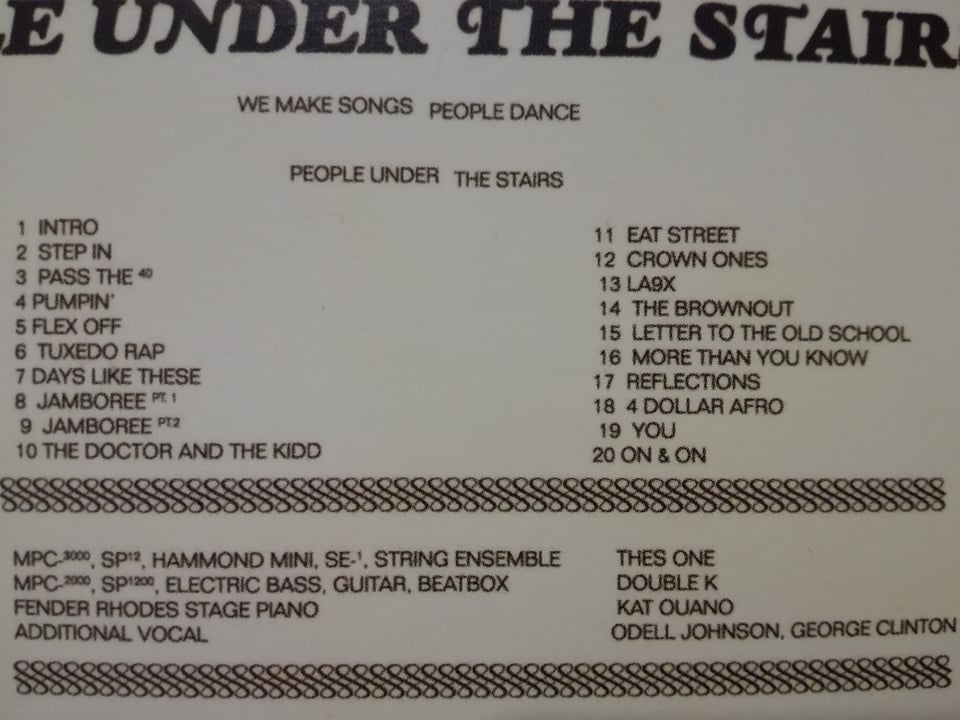 E UNDER THE STAIRS
WE MAKE SONGS PEOPLE DANCE
PEOPLE UNDER THE STAIRS
1 INTRO
2 STEP IN
3 PASS THE 40
4 PUMPIN'
5 FLEX OFF
6 TUXEDO RAP
7 DAYS LIKE THESE
8 JAMBOREE PT. 1
9 JAMBOREE PT.2
10 THE DOCTOR AND THE KIDD
11 EAT STREET
12 CROWN ONES
13 LA9X
14 THE BROWNOUT
15 LETTER TO THE OLD SCHOOL
16 MORE THAN YOU KNOW
17 REFLECTIONS
18 4 DOLLAR AFRO
19 YOU
20 ON & ON
MPC-3000, SP12, HAMMOND MINI, SE-1, STRING ENSEMBLE THES ONE
MPC-2000, SP1200, ELECTRIC BASS, GUITAR, BEATBOX DOUBLE K
FENDER RHODES STAGE PIANO KAT OUANO
ADDITIONAL VOCAL ODELL JOHNSON, GEORGE CLINTON